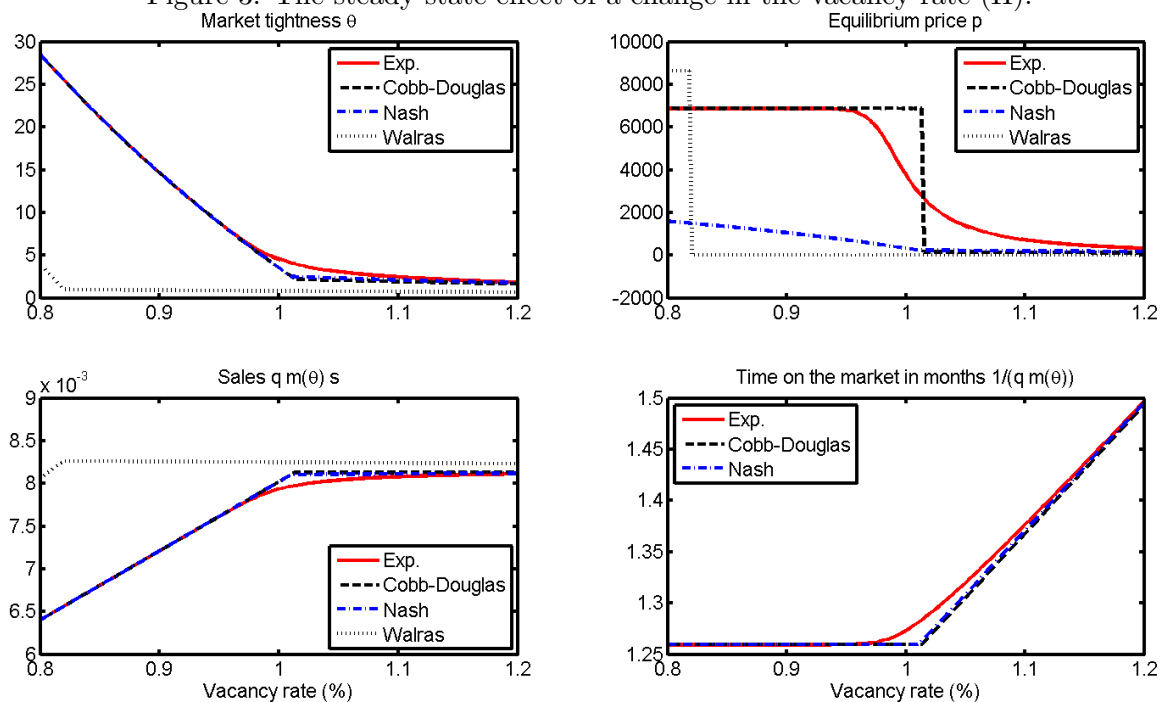 Figure 3: The steady state effect of a change in the vacancy rate (II).
Market tightness θ
30
25
20
15
10
5
0
0.8 0.9 1 1.1 1.2
Exp.
Cobb-Douglas
Nash
Walras
Equilibrium price p
10000
8000
6000
4000
2000
0
-2000
0.8 0.9 1 1.1 1.2
Exp.
Cobb-Douglas
Nash
Walras
Sales q m(θ) s
x 10⁻³
9
8.5
8
7.5
7
6.5
6
0.8 0.9 1 1.1 1.2
Vacancy rate (%)
Exp.
Cobb-Douglas
Nash
Walras
Time on the market in months 1/(q m(θ))
1.5
1.45
1.4
1.35
1.3
1.25
0.8 0.9 1 1.1 1.2
Vacancy rate (%)
Exp.
Cobb-Douglas
Nash